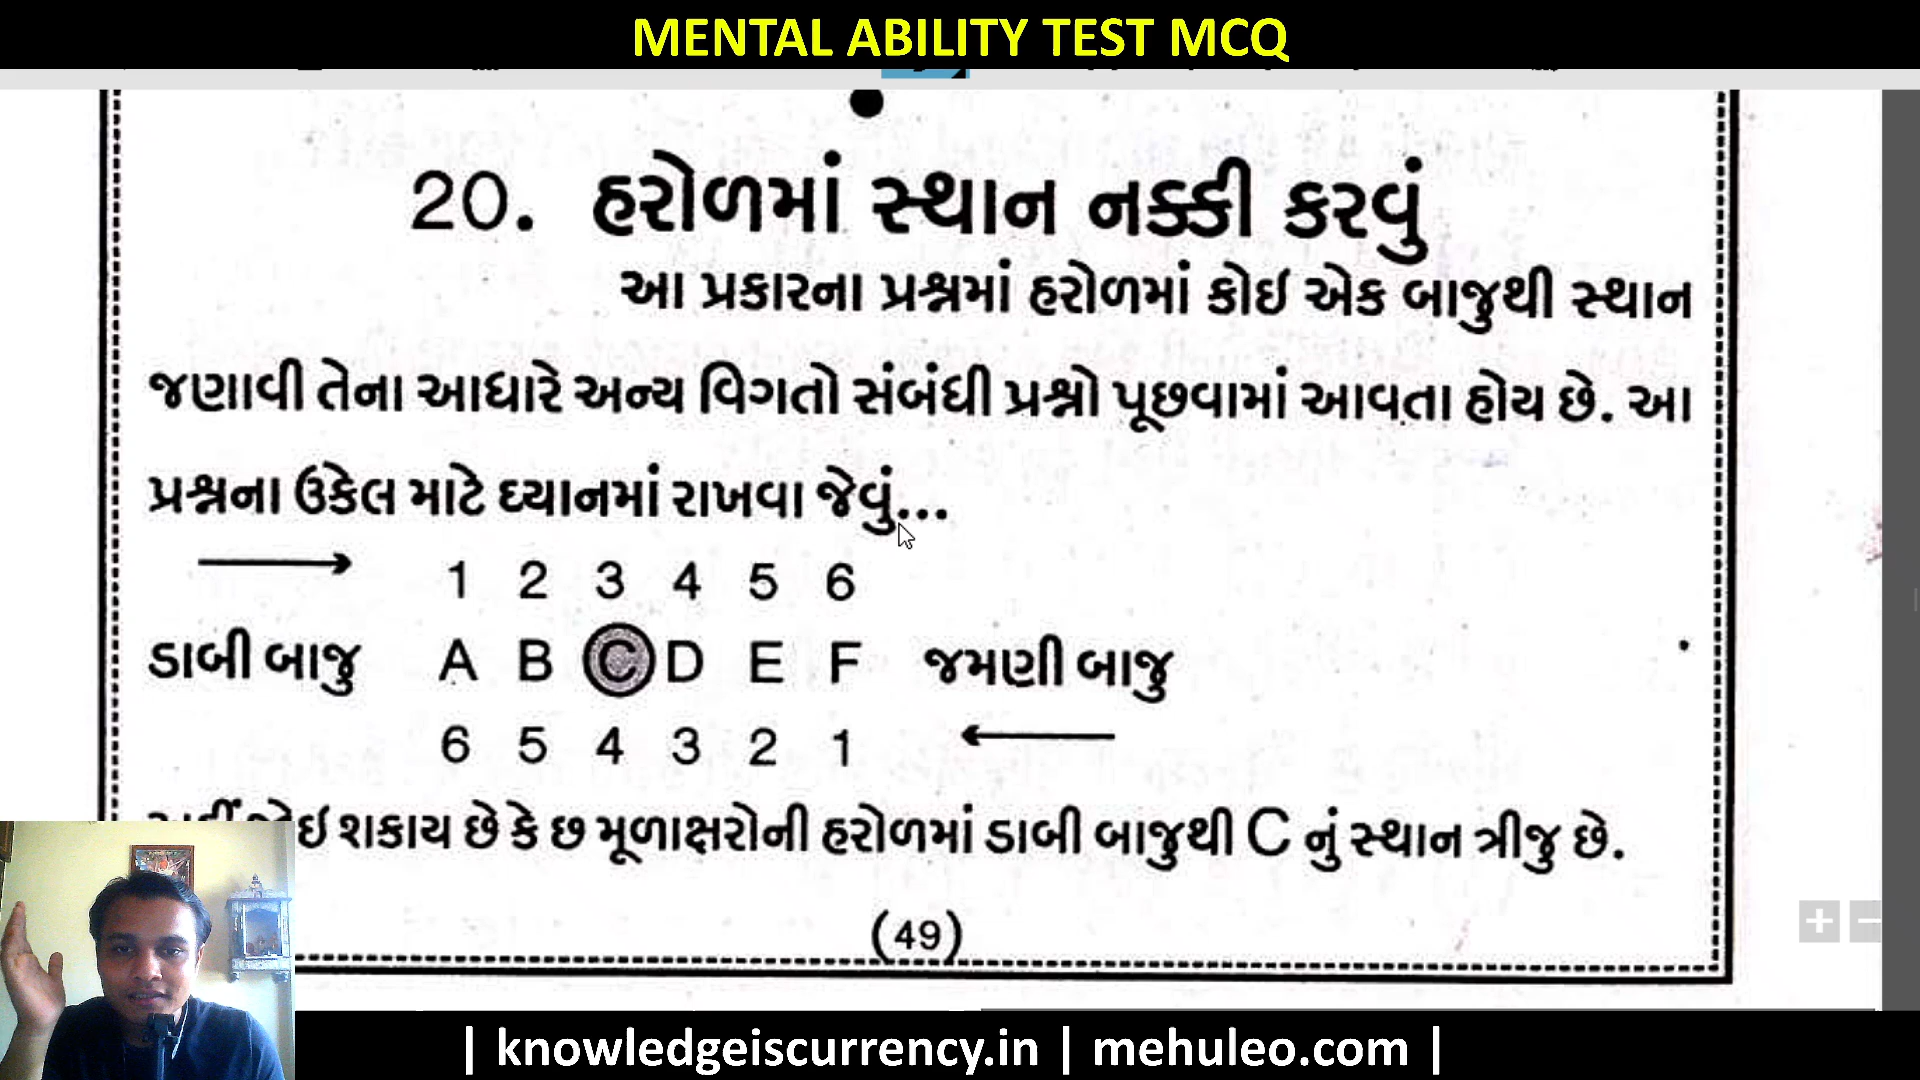 MENTAL ABILITY TEST MCQ
20. હરોળમાં સ્થાન નક્કી કરવું
આ પ્રકારના પ્રશ્નમાં હરોળમાં કોઇ એક બાજુથી સ્થાન
જણાવી તેના આધારે અન્ય વિગતો સંબંધી પ્રશ્નો પૂછવામાં આવતા હોય છે. આ
પ્રશ્નના ઉકેલ માટે ધ્યાનમાં રાખવા જેવું...
1 2 3 4 5 6
ડાબી બાજુ A B C D E F જમણી બાજુ
6 5 4 3 2 1
શકાય છે કે છ મૂળાક્ષરોની હરોળમાં ડાબી બાજુથી C નું સ્થાન ત્રીજુ છે.
(49)
| knowledgeiscurrency.in | mehuleo.com |